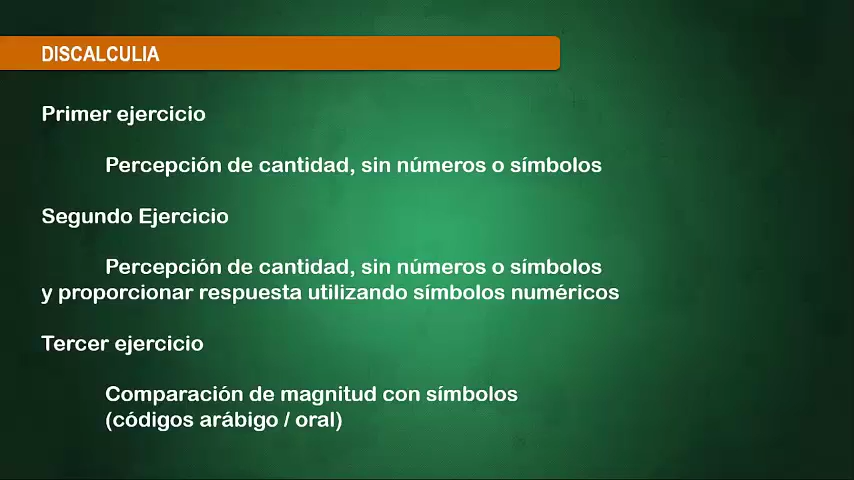 DISCALCULIA
Primer ejercicio
Percepción de cantidad, sin números o símbolos
Segundo Ejercicio
Percepción de cantidad, sin números o símbolos
y proporcionar respuesta utilizando símbolos numéricos
Tercer ejercicio
Comparación de magnitud con símbolos
(códigos arábigo / oral)